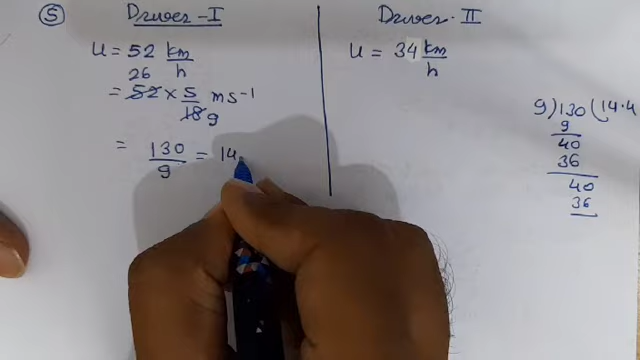 5 Driver-I
U = 52 km/h
26
= 52 × 5/18 ms⁻¹
9
= 130/9 = 14.
Driver-II
U = 34 km/h
9)130(14.4
9
40
36
40
36